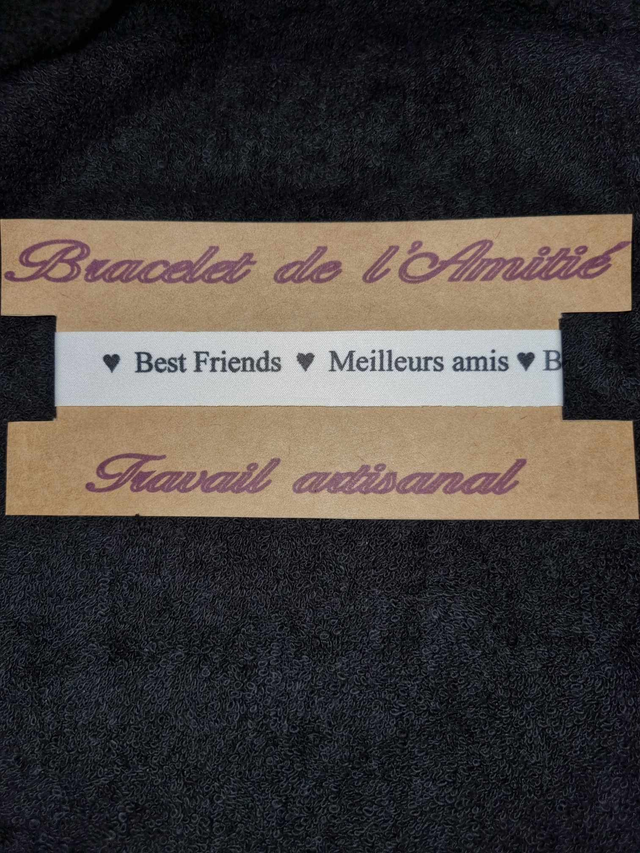 Bracelet de l'Amitié
♥ Best Friends ♥ Meilleurs amis ♥ B
Travail artisanal